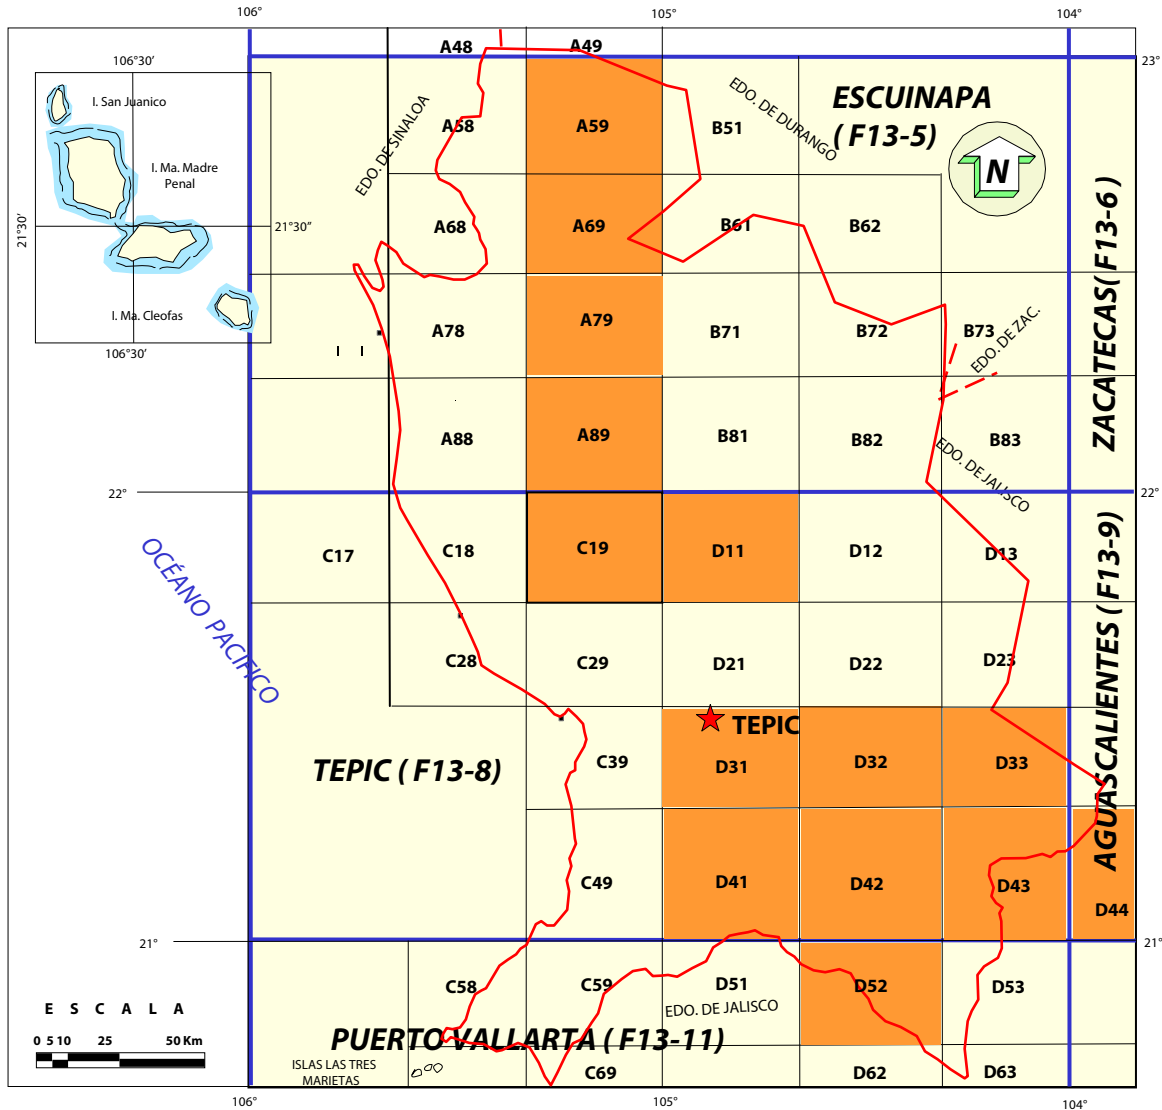 106°
105°
104°
A48
A49
23°
106°30’
I. San Juanico
I. Ma. Madre
Penal
21°30’
21°30’’
I. Ma. Cleofas
106°30’
EDO. DE SINALOA
A58
A59
B51
EDO. DE DURANGO
ESCUINAPA
( F13-5)
N
A68
A69
B61
B62
ZACATECAS( F13-6 )
A78
A79
B71
B72
B73
EDO. DE ZAC.
A88
A89
B81
B82
B83
EDO. DE JALISCO
22°
22°
OCÉANO PACÍFICO
C17
C18
C19
D11
D12
D13
AGUASCALIENTES ( F13-9)
C28
C29
D21
D22
D23
TEPIC
TEPIC ( F13-8)
C39
D31
D32
D33
C49
D41
D42
D43
D44
21°
21°
C58
C59
D51
D52
D53
EDO. DE JALISCO
E S C A L A
0 5 10 25 50 Km
PUERTO VALLARTA ( F13-11)
ISLAS LAS TRES
MARIETAS
C69
D62
D63
106°
105°
104°